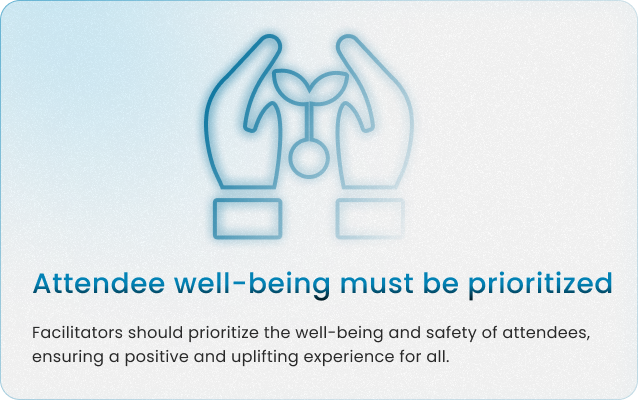 Attendee well-being must be prioritized
Facilitators should prioritize the well-being and safety of attendees,
ensuring a positive and uplifting experience for all.